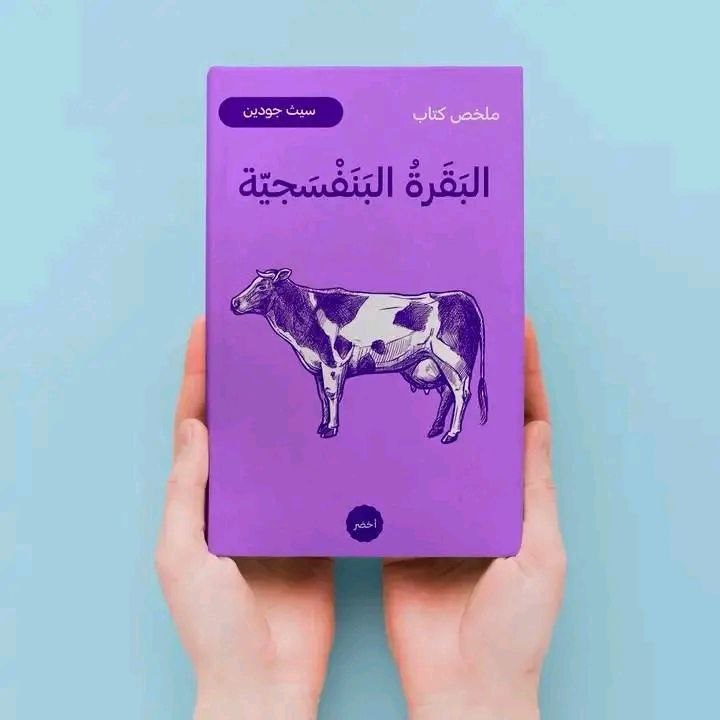 ملخص كتاب
سيث جودين
البَقَرةُ البَنَفْسَجيّة
أخضر